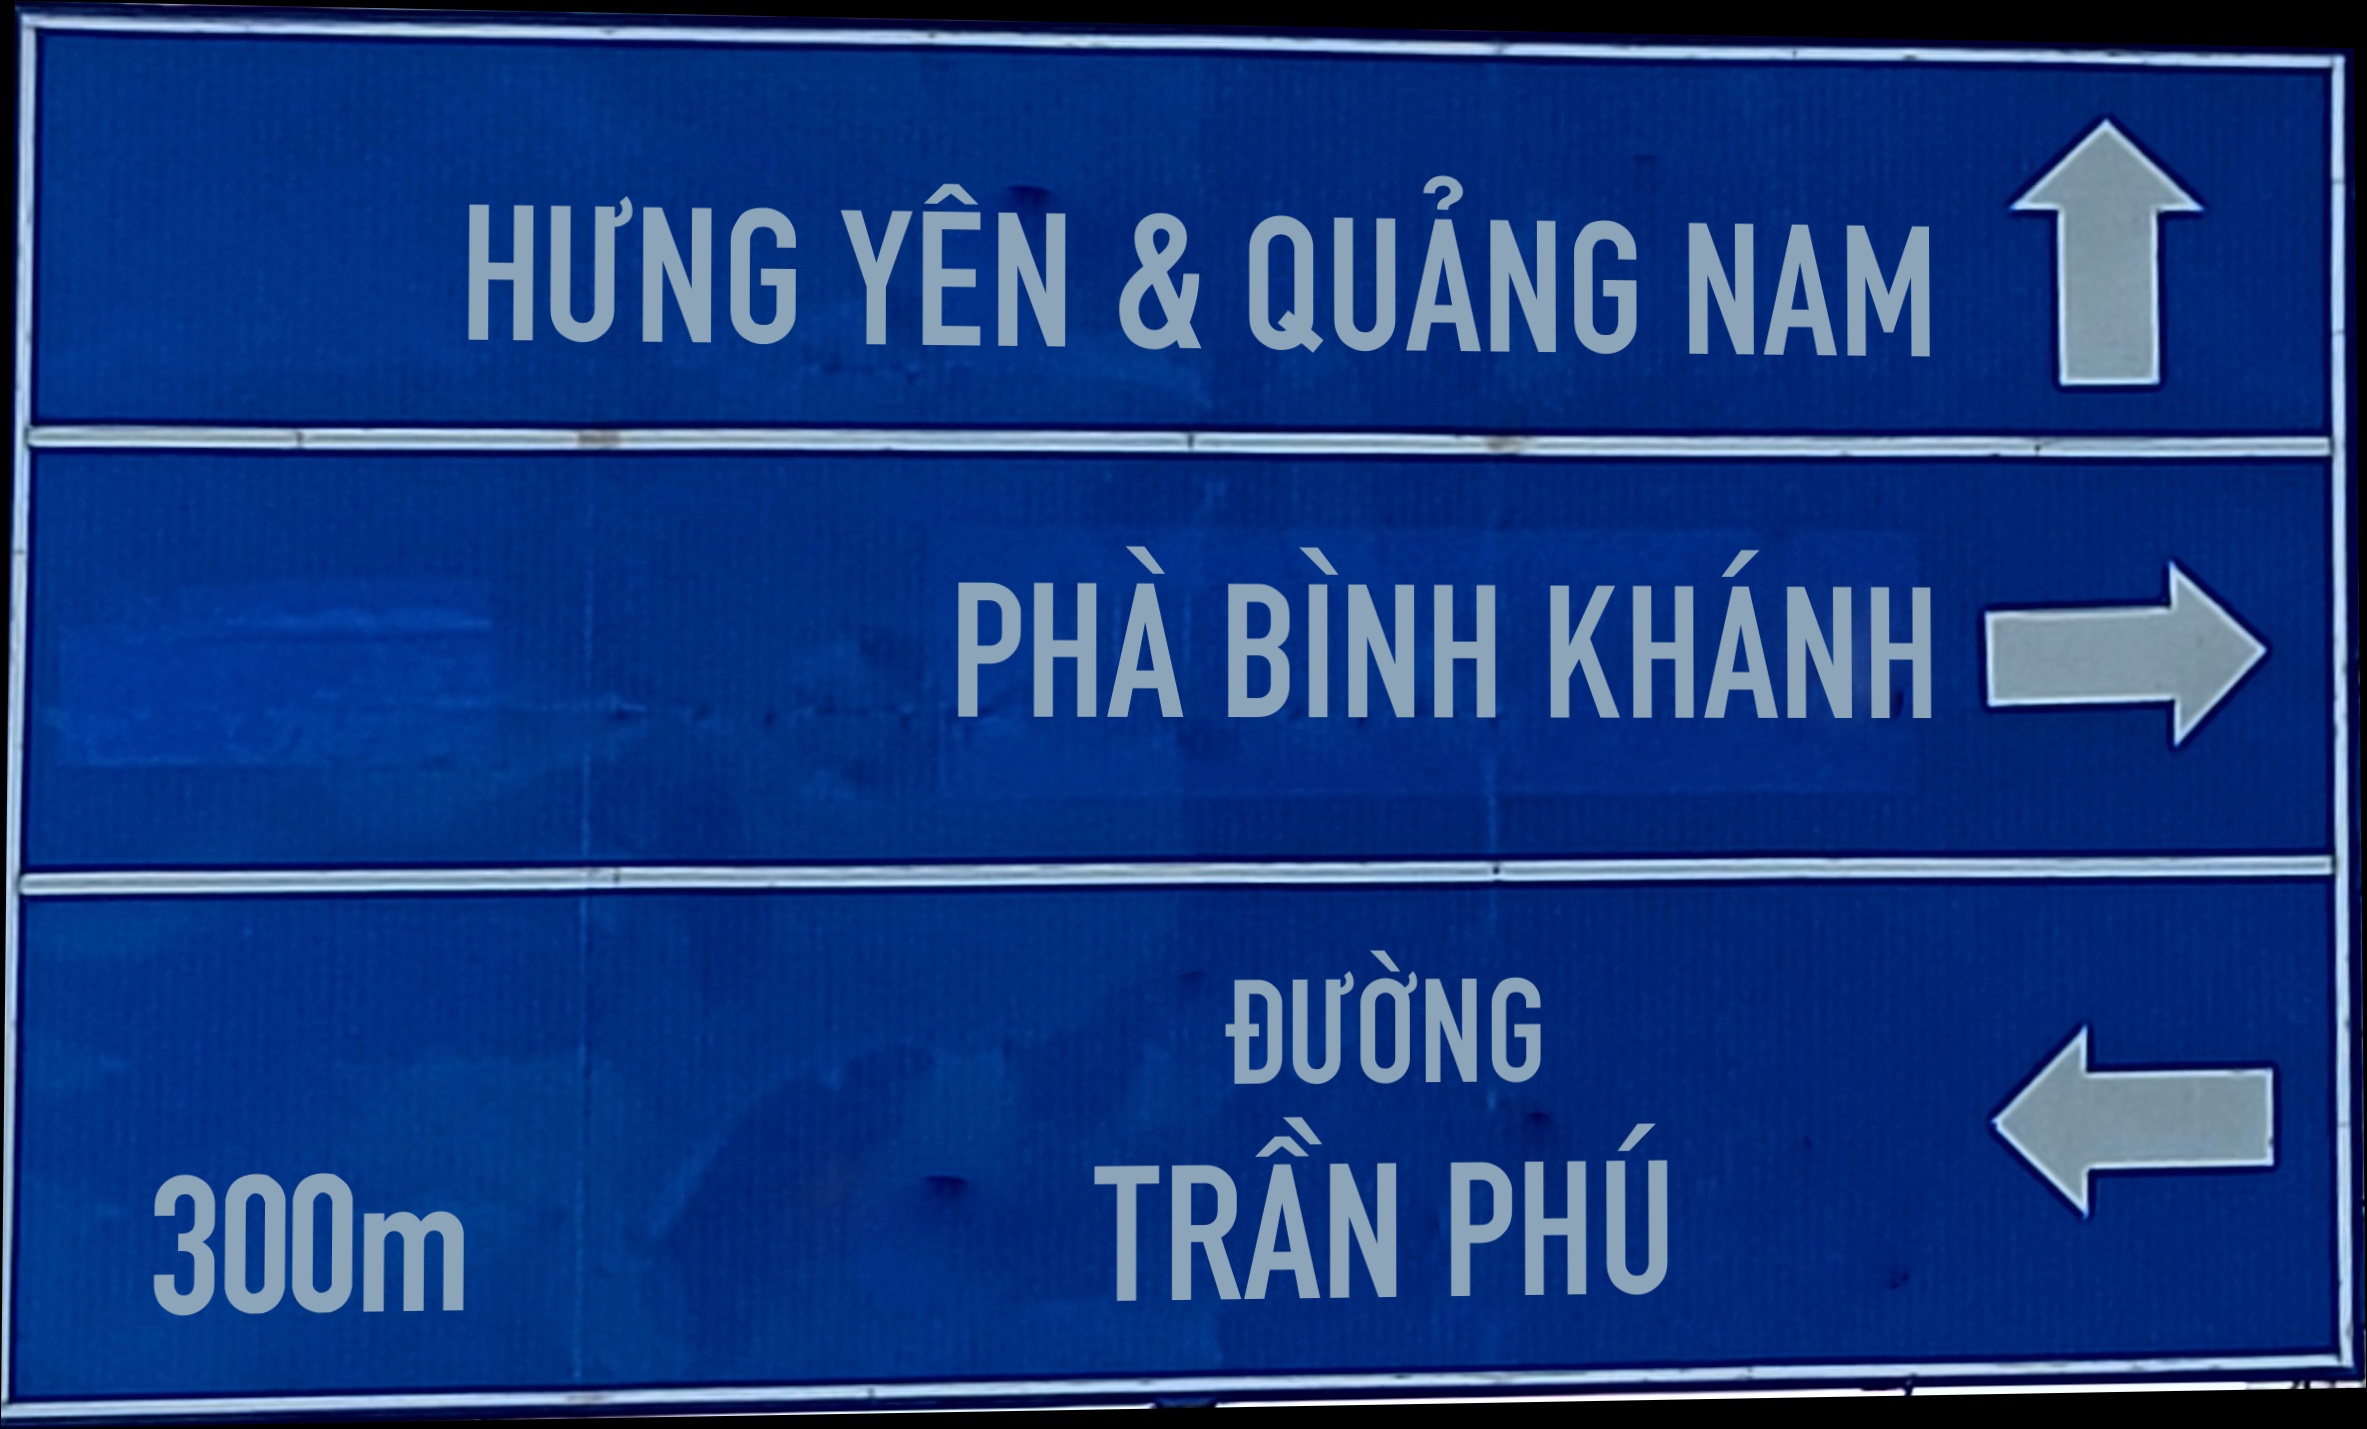 HƯNG YÊN & QUẢNG NAM
PHÀ BÌNH KHÁNH
ĐƯỜNG
TRẦN PHÚ
300m